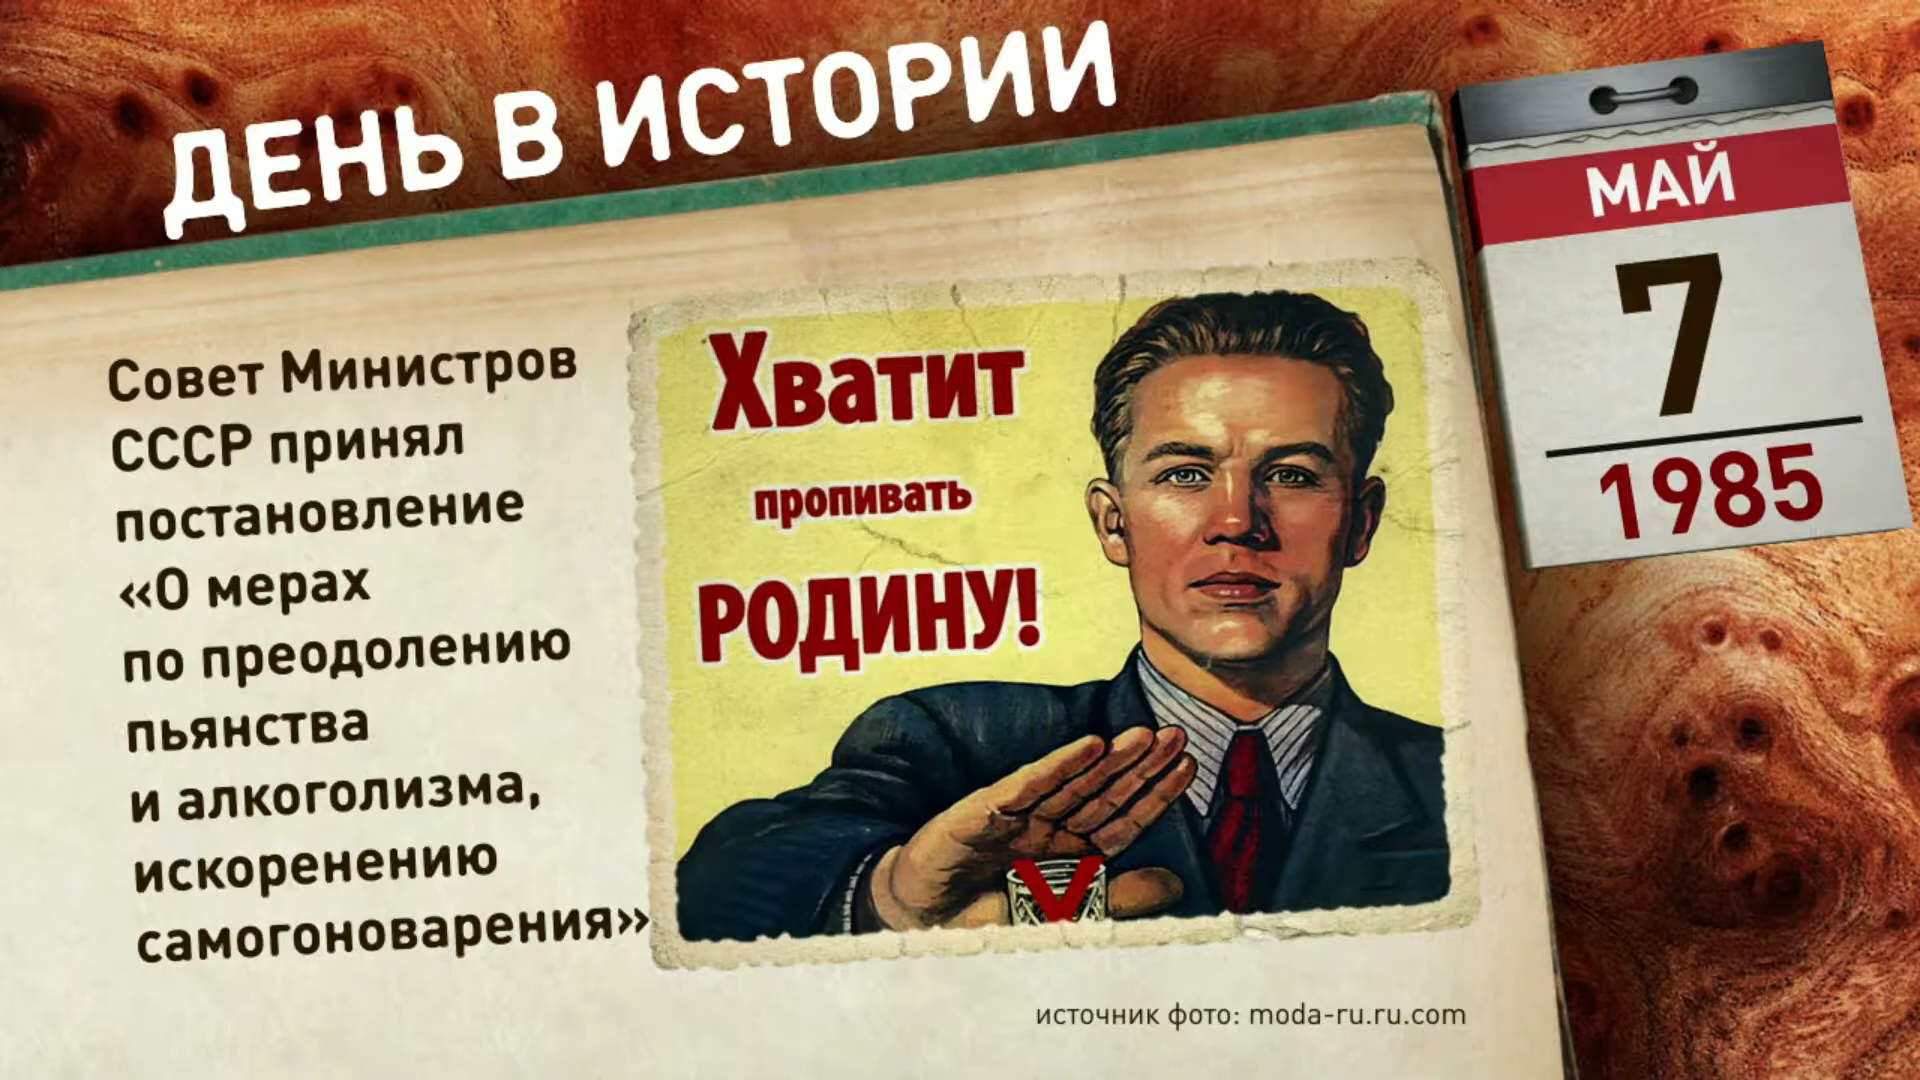 ДЕНЬ В ИСТОРИИ
МАЙ
7
1985
Совет Министров
СССР принял
постановление
«О мерах
по преодолению
пьянства
и алкоголизма,
искоренению
самогоноварения»
Хватит
пропивать
РОДИНУ!
источник фото: moda-ru.ru.com